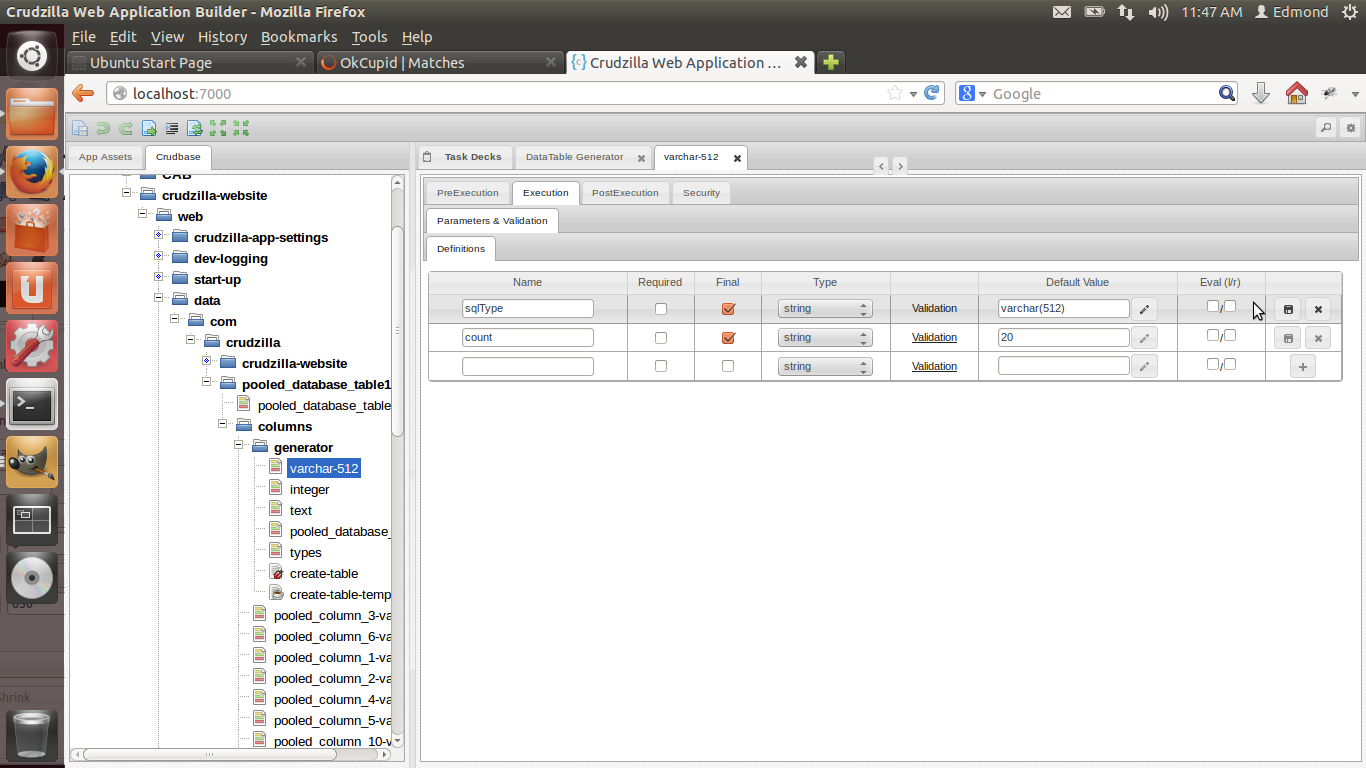 Crudzilla Web Application Builder - Mozilla Firefox
11:47 AM Edmond
File Edit View History Bookmarks Tools Help
Ubuntu Start Page
OkCupid | Matches
Crudzilla Web Application ...
localhost:7000
Google
App Assets
Crudbase
Task Decks
DataTable Generator
varchar-512
CAB
crudzilla-website
web
crudzilla-app-settings
dev-logging
start-up
data
com
crudzilla
crudzilla-website
pooled_database_table1
pooled_database_table
columns
generator
varchar-512
integer
text
pooled_database_
types
create-table
create-table-temp
pooled_column_3-va
pooled_column_6-va
pooled_column_1-va
pooled_column_2-va
pooled_column_4-va
pooled_column_5-va
pooled_column_10-v
PreExecution Execution PostExecution Security
Parameters & Validation
Definitions
Name Required Final Type Default Value Eval (l/r)
sqlType string Validation varchar(512) /
count string Validation 20 /
string Validation /